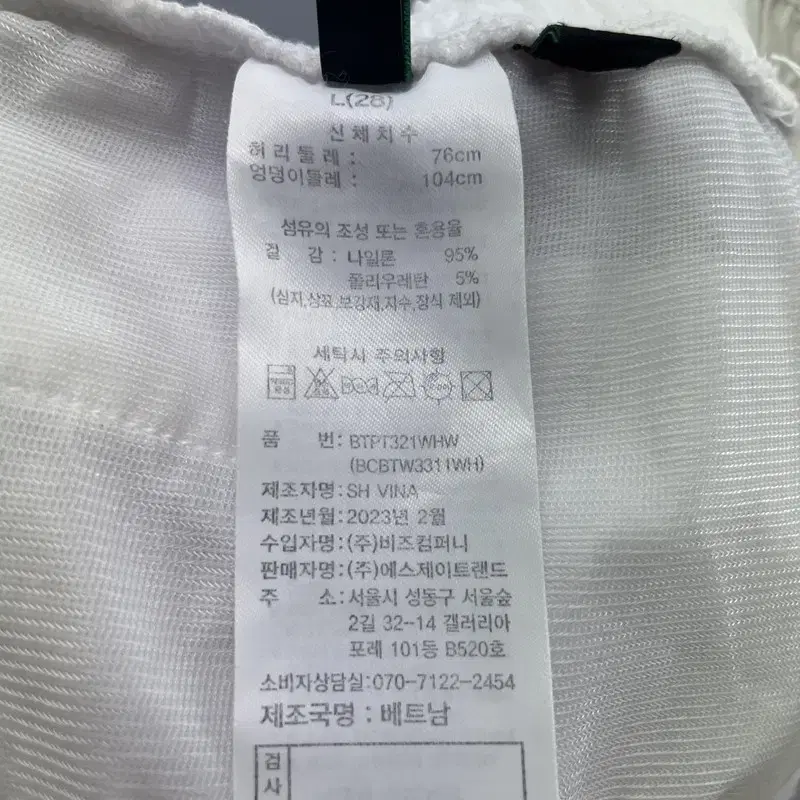 L(28)
신체치수
허리둘레 : 76cm
엉덩이둘레 : 104cm
섬유의 조성 또는 혼용율
겉 감 : 나일론 95%
폴리우레탄 5%
(심지,상표,보강재,자수,장식 제외)
세탁시 주의사항
품 번: BTPT321WHW
(BCBTW3311WH)
제조자명: SH VINA
제조년월: 2023년 2월
수입자명: (주)비즈컴퍼니
판매자명: (주)에스제이트랜드
주 소: 서울시 성동구 서울숲
2길 32-14 갤러리아
포레 101동 B520호
소비자상담실: 070-7122-2454
제조국명 : 베트남
검
사